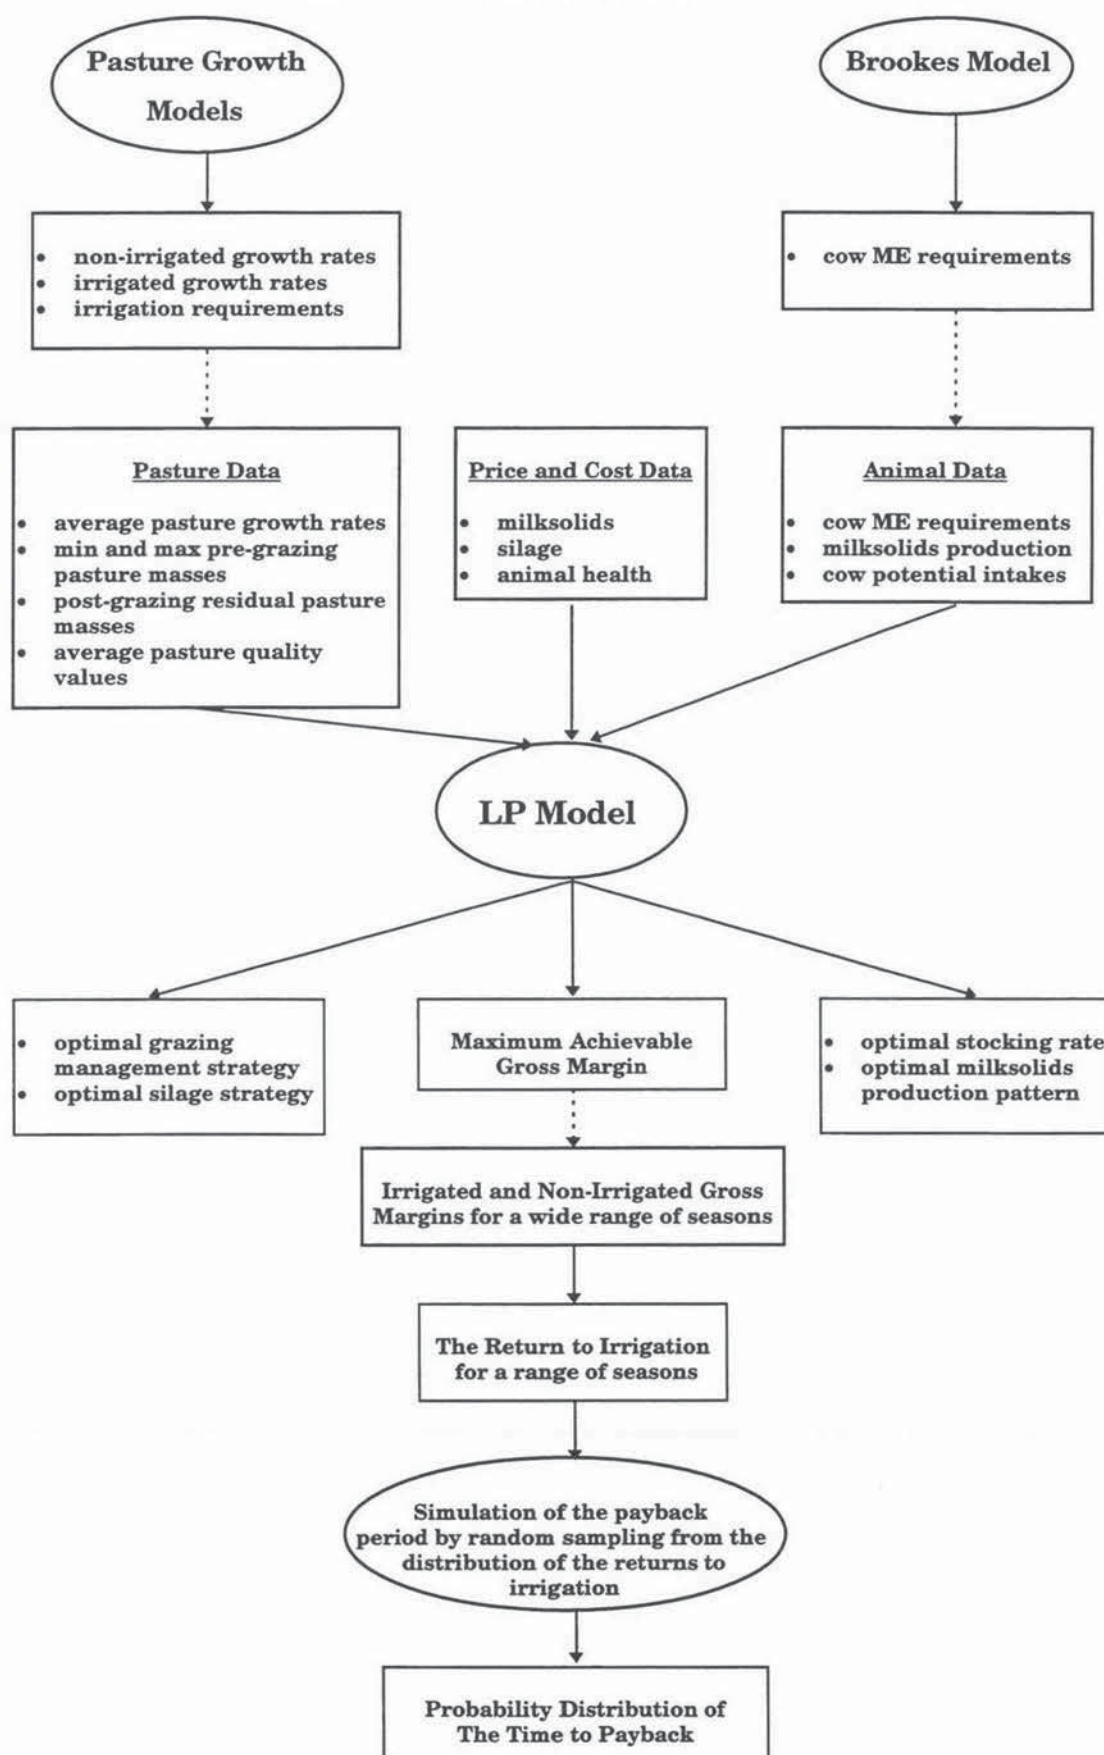 Pasture Growth
Models
Brookes Model
• non-irrigated growth rates
• irrigated growth rates
• irrigation requirements
• cow ME requirements
Pasture Data
• average pasture growth rates
• min and max pre-grazing
pasture masses
• post-grazing residual pasture
masses
• average pasture quality
values
Price and Cost Data
• milksolids
• silage
• animal health
Animal Data
• cow ME requirements
• milksolids production
• cow potential intakes
LP Model
• optimal grazing
management strategy
• optimal silage strategy
Maximum Achievable
Gross Margin
• optimal stocking rate
• optimal milksolids
production pattern
Irrigated and Non-Irrigated Gross
Margins for a wide range of seasons
The Return to Irrigation
for a range of seasons
Simulation of the payback
period by random sampling from the
distribution of the returns to
irrigation
Probability Distribution of
The Time to Payback